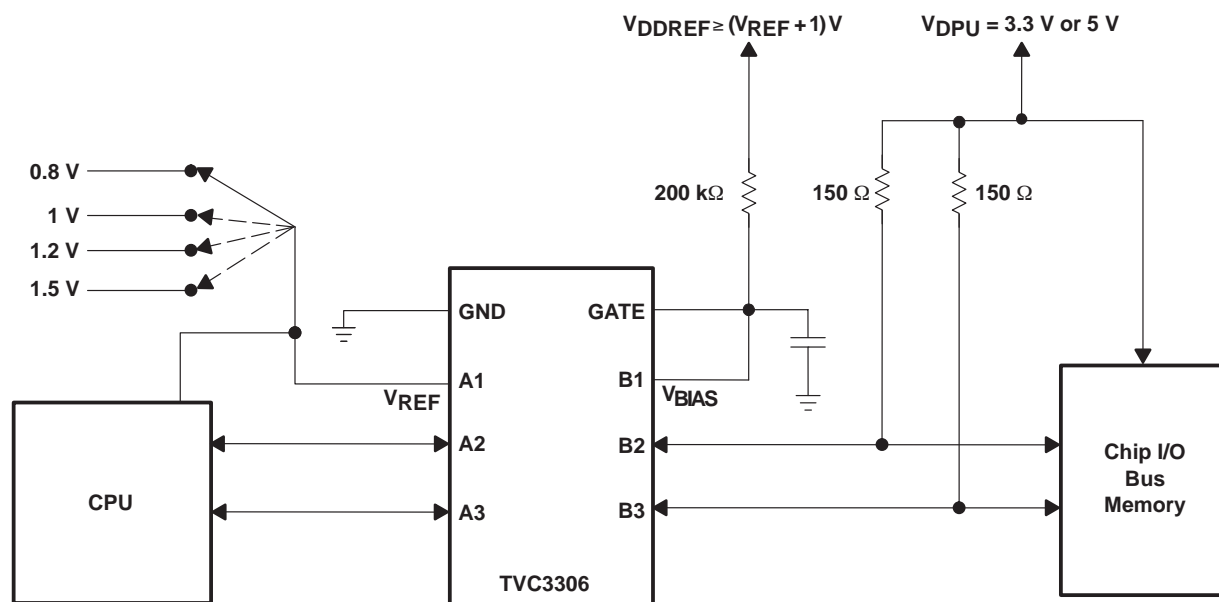 VDDREF ≥ (VREF + 1) V
VDPU = 3.3 V or 5 V
0.8 V
1 V
1.2 V
1.5 V
200 kΩ
150 Ω
150 Ω
GND
GATE
A1
B1
VREF
VBIAS
A2
B2
A3
B3
CPU
Chip I/O
Bus
Memory
TVC3306